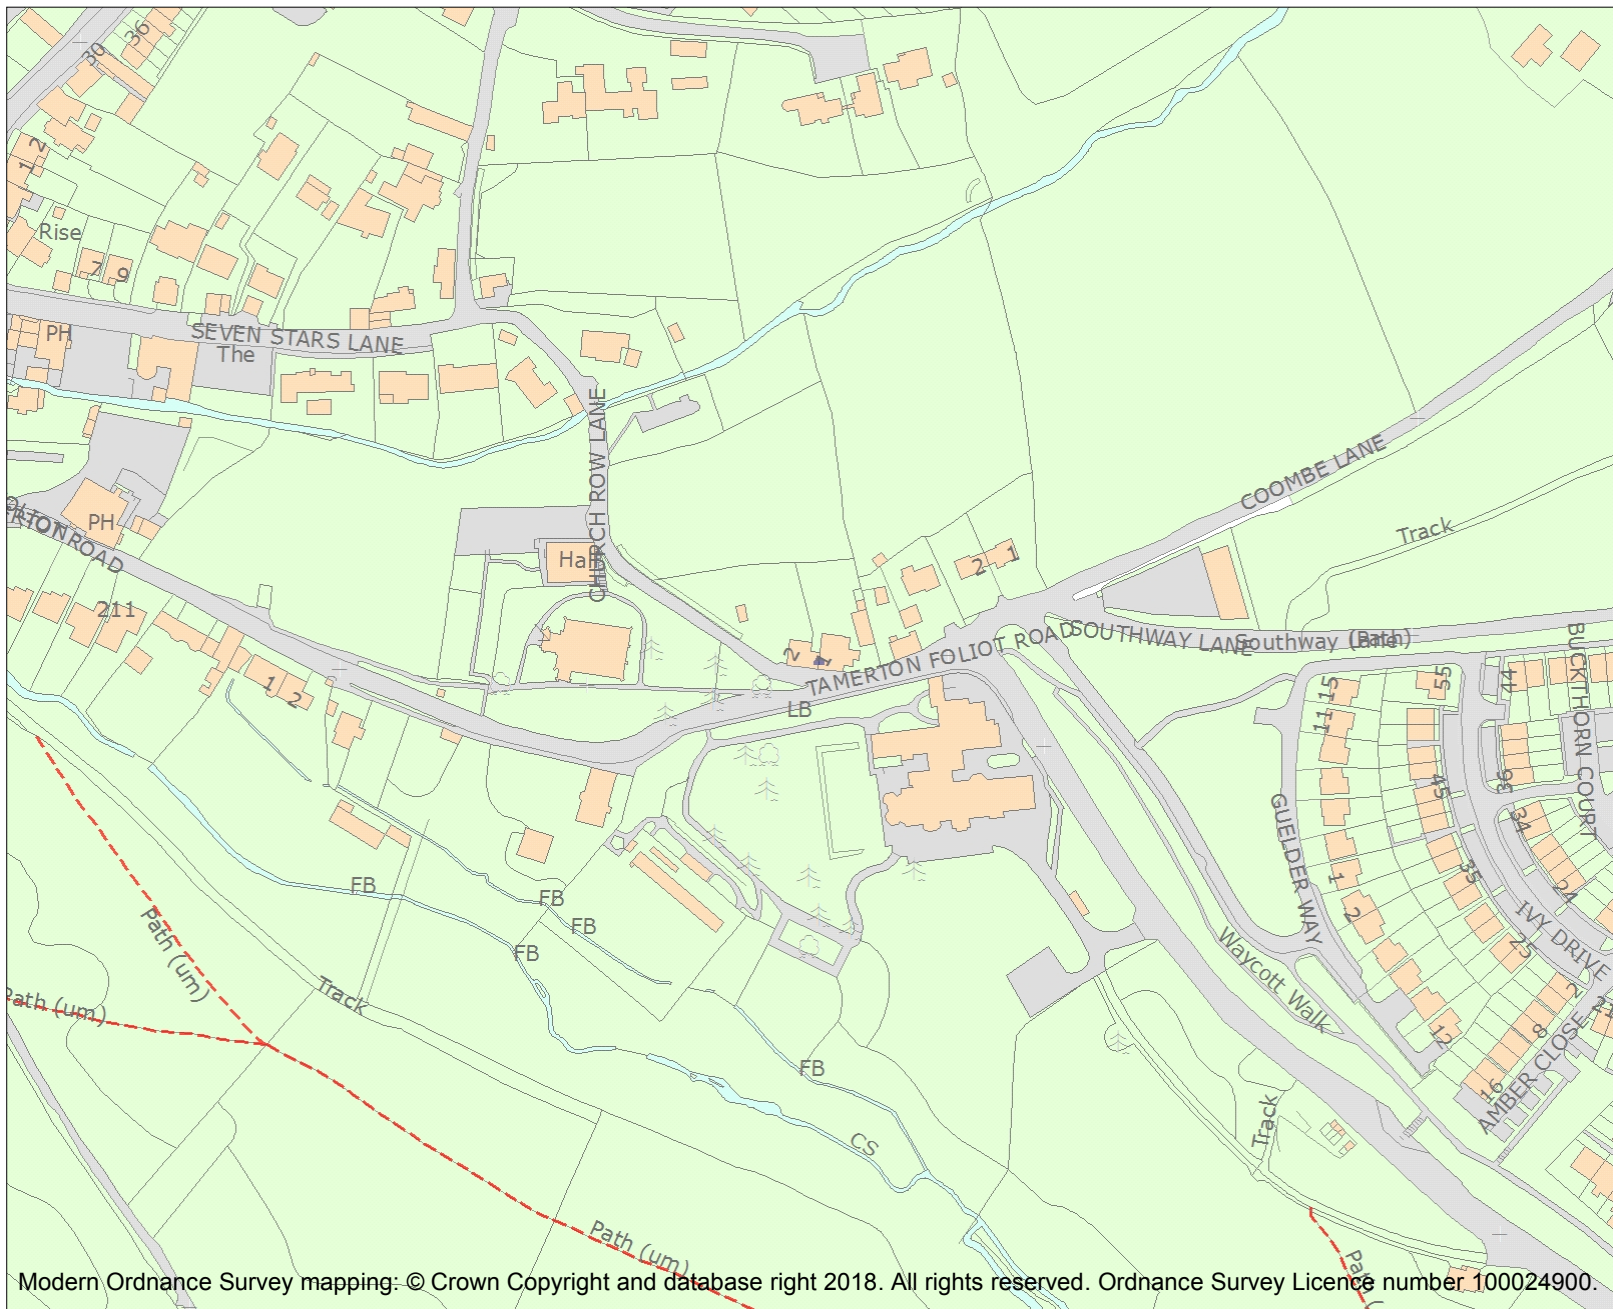 36
30
2
1
Rise
7
9
PH
SEVEN STARS LANE
The
CHURCH ROW LANE
COOMBE LANE
Track
PH
ROAD
Hall
2
1
211
SOUTHWAY LANE
Southway Lane
(Path)
TAMERTON FOLIOT ROAD
2
1
LB
1
2
15
11
55
44
BUCKTHORN COURT
45
36
34
GUELDER WAY
1
35
24
2
IVY DRIVE
25
FB
FB
FB
FB
Path (um)
Path (um)
Track
Waycott Walk
2
21
8
12
16
AMBER CLOSE
FB
CS
Track
Path (um)
Path (
Modern Ordnance Survey mapping: © Crown Copyright and database right 2018. All rights reserved. Ordnance Survey Licence number 100024900.